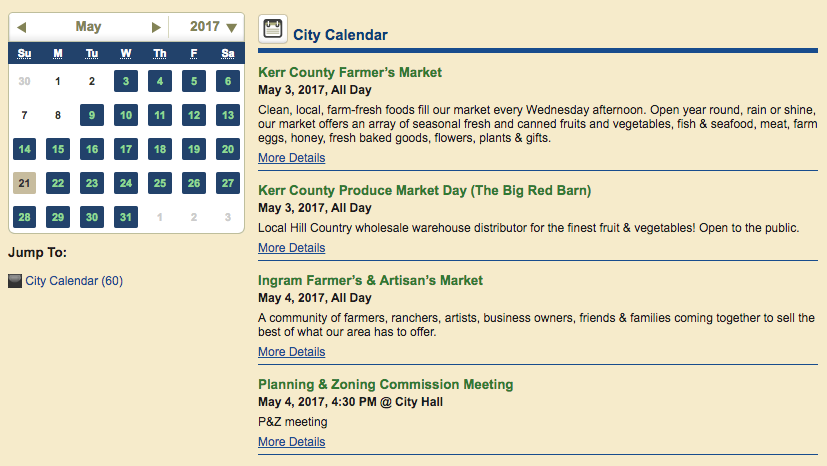 May 2017
Su M Tu W Th F Sa
30 1 2 3 4 5 6
7 8 9 10 11 12 13
14 15 16 17 18 19 20
21 22 23 24 25 26 27
28 29 30 31 1 2 3
Jump To:
City Calendar (60)
City Calendar
Kerr County Farmer’s Market
May 3, 2017, All Day
Clean, local, farm-fresh foods fill our market every Wednesday afternoon. Open year round, rain or shine,
our market offers an array of seasonal fresh and canned fruits and vegetables, fish & seafood, meat, farm
eggs, honey, fresh baked goods, flowers, plants & gifts.
More Details
Kerr County Produce Market Day (The Big Red Barn)
May 3, 2017, All Day
Local Hill Country wholesale warehouse distributor for the finest fruit & vegetables! Open to the public.
More Details
Ingram Farmer’s & Artisan’s Market
May 4, 2017, All Day
A community of farmers, ranchers, artists, business owners, friends & families coming together to sell the
best of what our area has to offer.
More Details
Planning & Zoning Commission Meeting
May 4, 2017, 4:30 PM @ City Hall
P&Z meeting
More Details